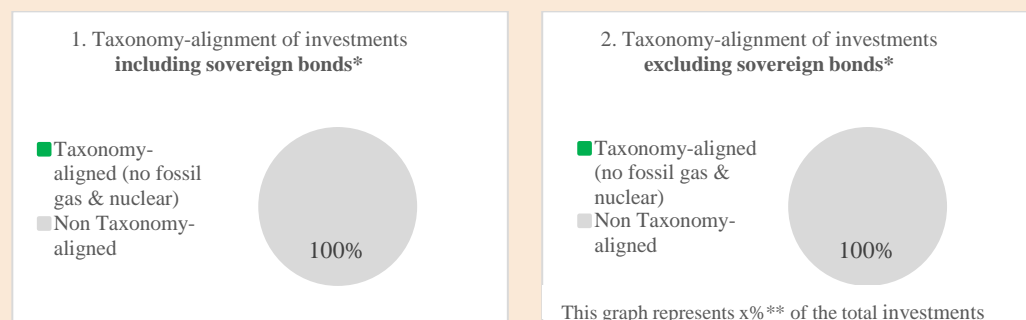 1. Taxonomy-alignment of investments
including sovereign bonds*
Taxonomy-
aligned (no fossil
gas & nuclear)
Non Taxonomy-
aligned
100%
2. Taxonomy-alignment of investments
excluding sovereign bonds*
Taxonomy-aligned
(no fossil gas &
nuclear)
Non Taxonomy-
aligned
100%
This graph represents x%** of the total investments